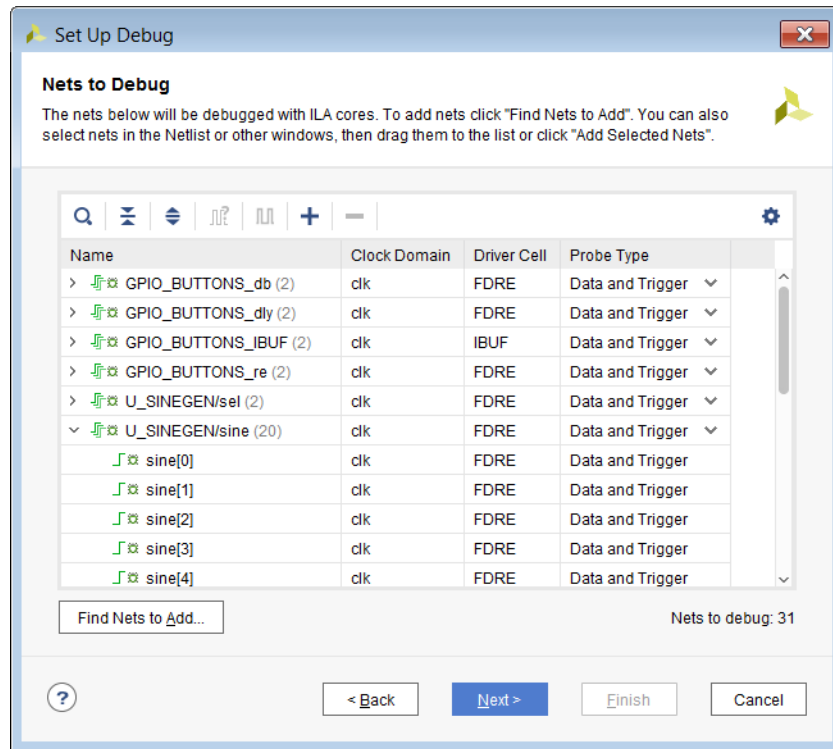 Set Up Debug
Nets to Debug
The nets below will be debugged with ILA cores. To add nets click "Find Nets to Add". You can also
select nets in the Netlist or other windows, then drag them to the list or click "Add Selected Nets".
Name Clock Domain Driver Cell Probe Type
GPIO_BUTTONS_db (2) clk FDRE Data and Trigger
GPIO_BUTTONS_dly (2) clk FDRE Data and Trigger
GPIO_BUTTONS_IBUF (2) clk IBUF Data and Trigger
GPIO_BUTTONS_re (2) clk FDRE Data and Trigger
U_SINEGEN/sel (2) clk FDRE Data and Trigger
U_SINEGEN/sine (20) clk FDRE Data and Trigger
sine[0] clk FDRE Data and Trigger
sine[1] clk FDRE Data and Trigger
sine[2] clk FDRE Data and Trigger
sine[3] clk FDRE Data and Trigger
sine[4] clk FDRE Data and Trigger
Find Nets to Add... Nets to debug: 31
? < Back Next > Finish Cancel